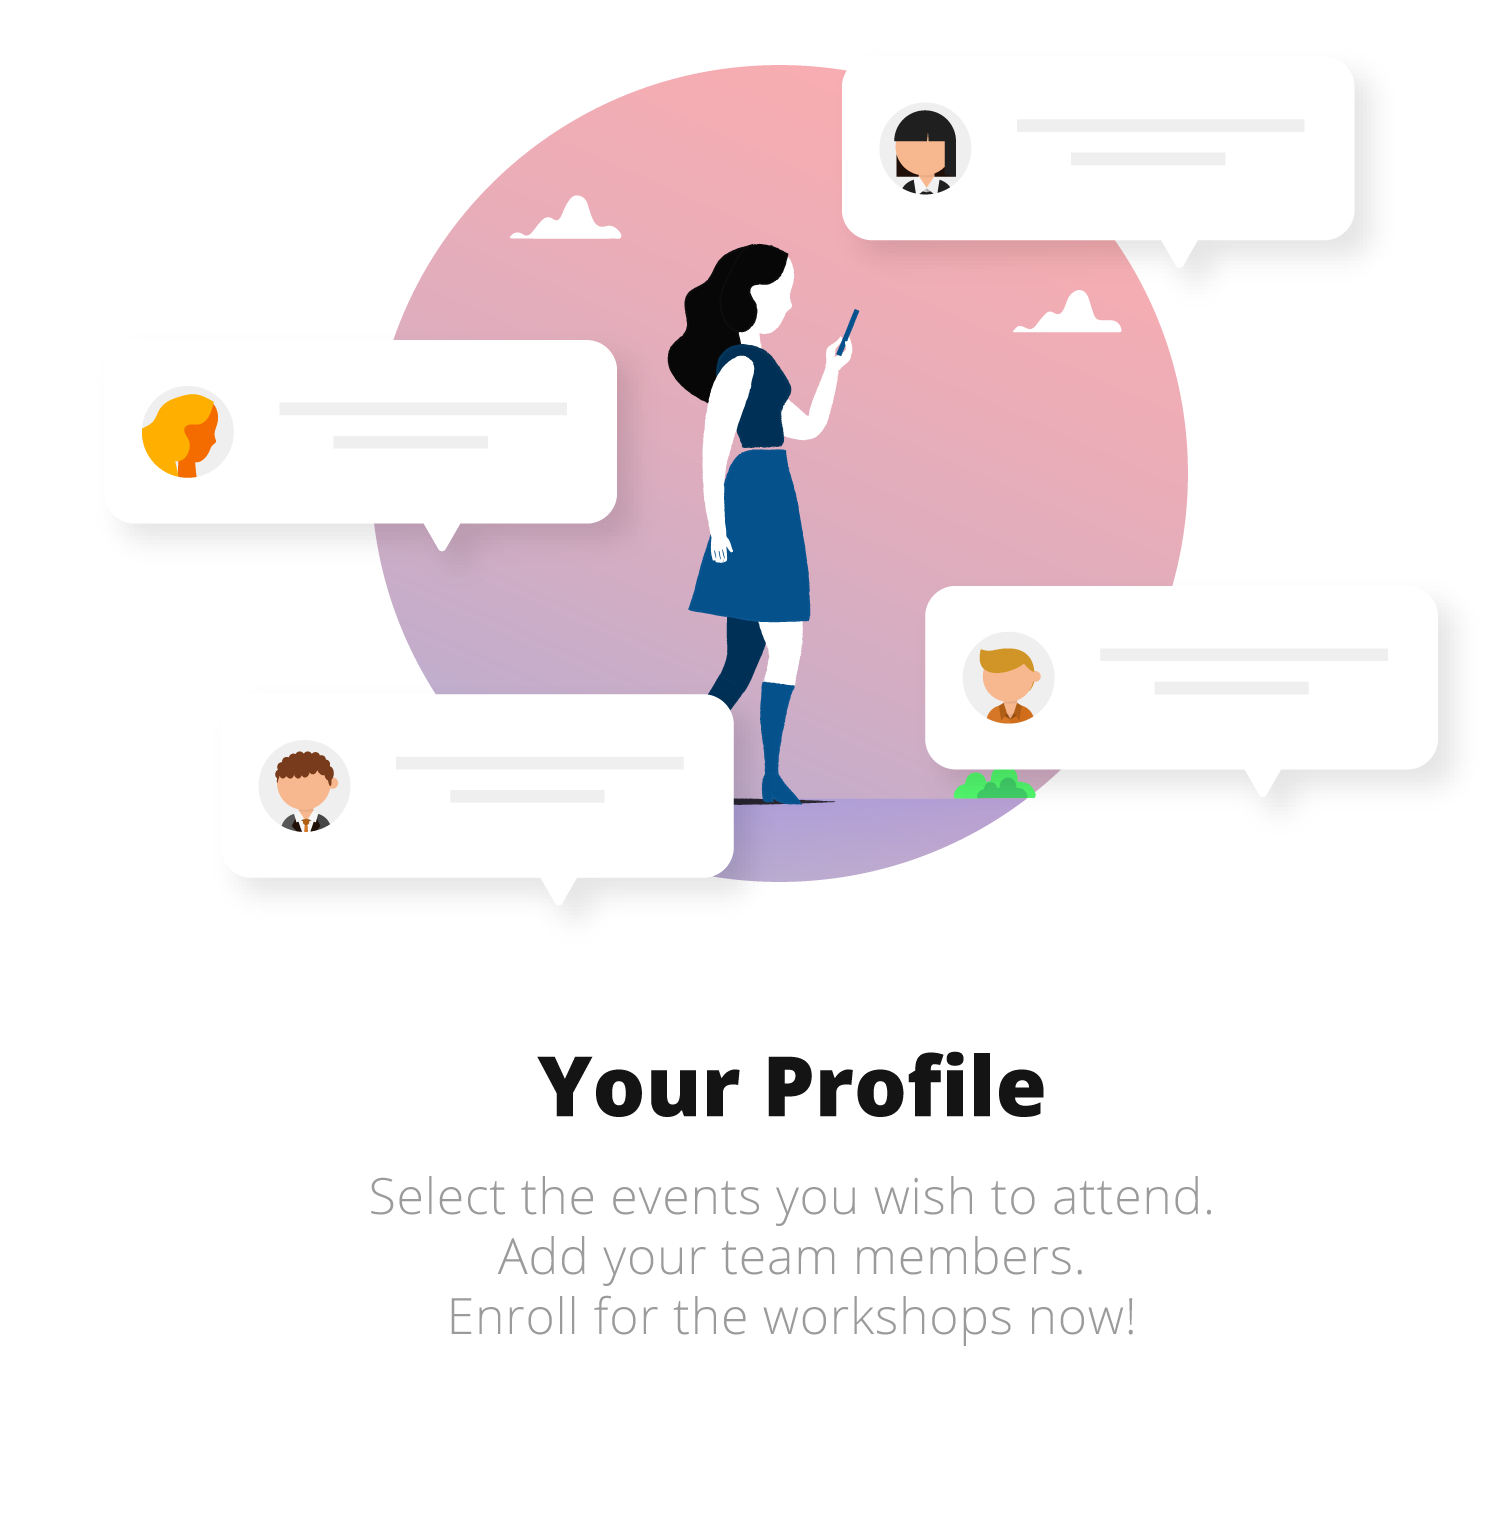 Your Profile
Select the events you wish to attend.
Add your team members.
Enroll for the workshops now!